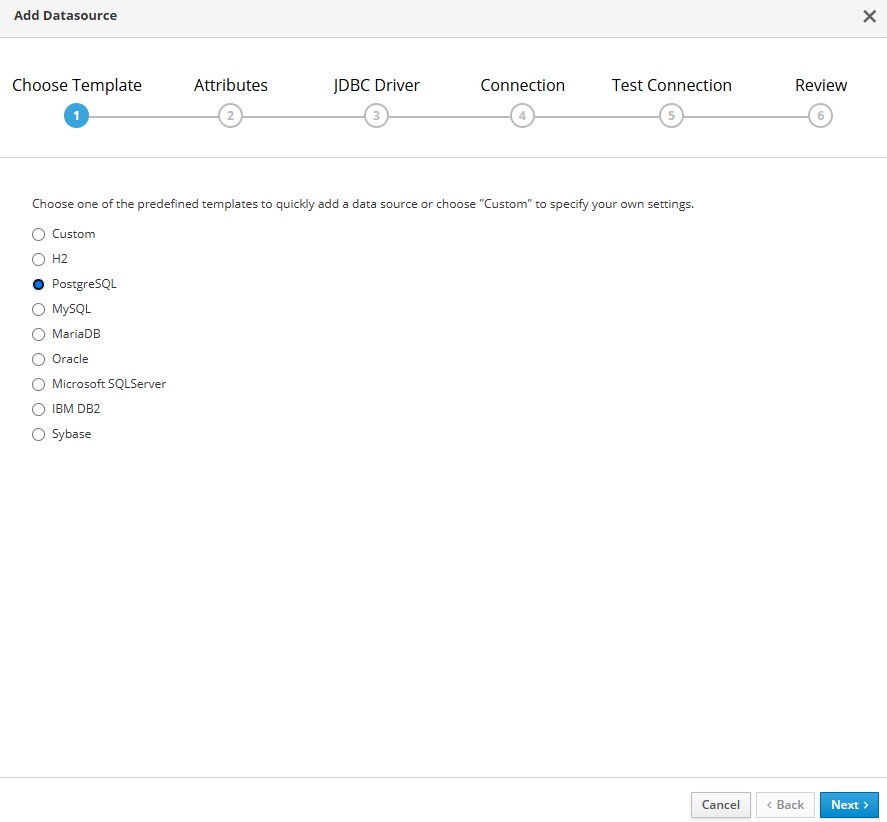 Add Datasource
Choose Template Attributes JDBC Driver Connection Test Connection Review
1 2 3 4 5 6
Choose one of the predefined templates to quickly add a data source or choose "Custom" to specify your own settings.
Custom
H2
PostgreSQL
MySQL
MariaDB
Oracle
Microsoft SQLServer
IBM DB2
Sybase
Cancel < Back Next >